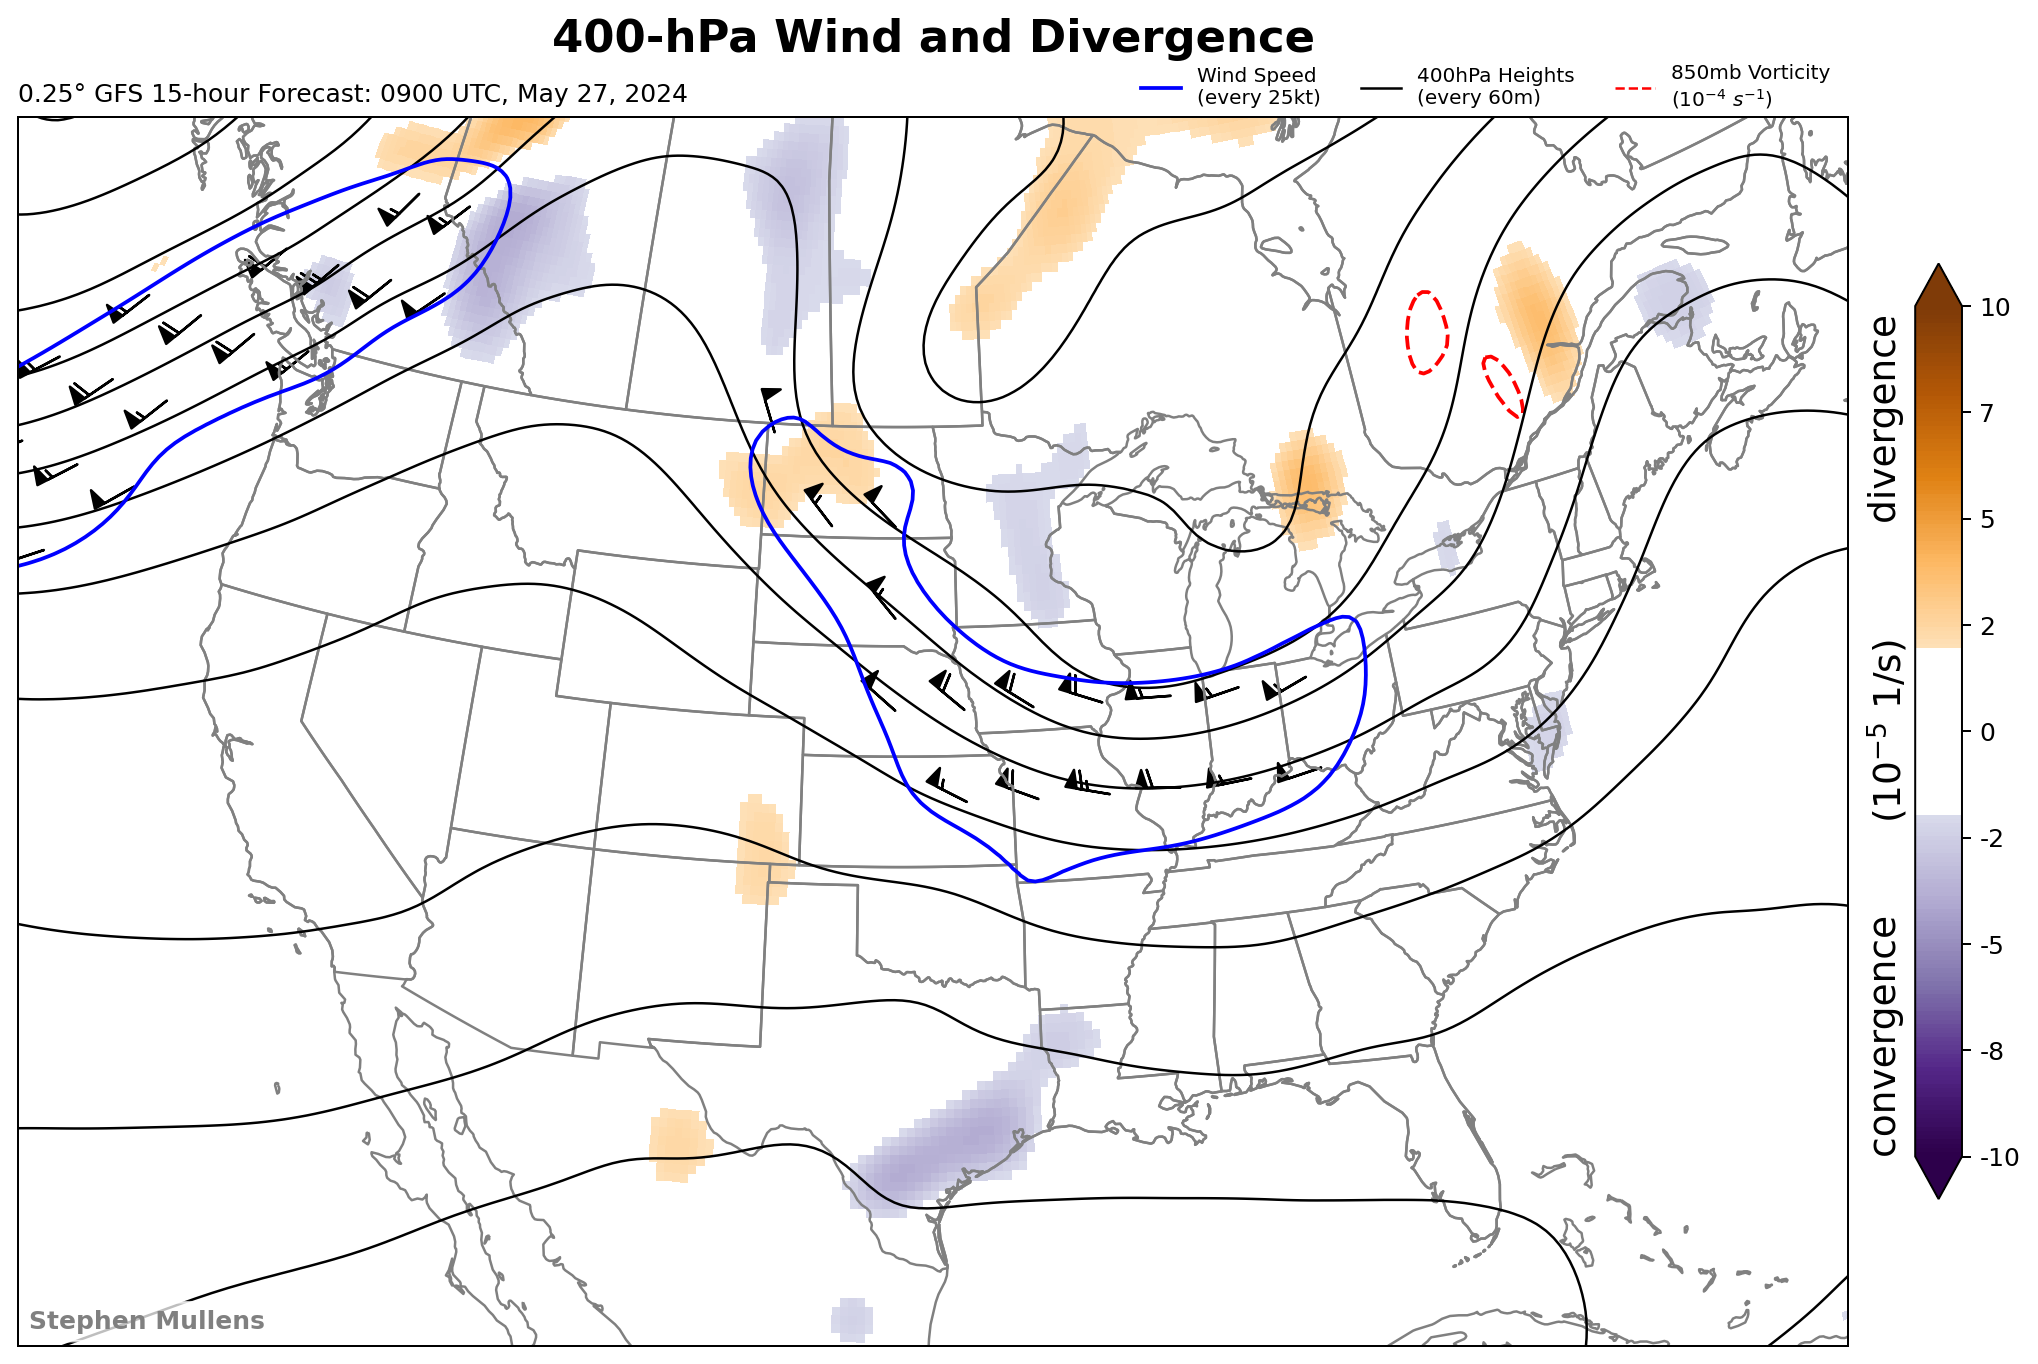 400-hPa Wind and Divergence
0.25° GFS 15-hour Forecast: 0900 UTC, May 27, 2024
Wind Speed
(every 25kt)
400hPa Heights
(every 60m)
850mb Vorticity
(10⁻⁴ s⁻¹)
10
7
5
2
0
-2
-5
-8
-10
convergence (10⁻⁵ 1/s) divergence
Stephen Mullens